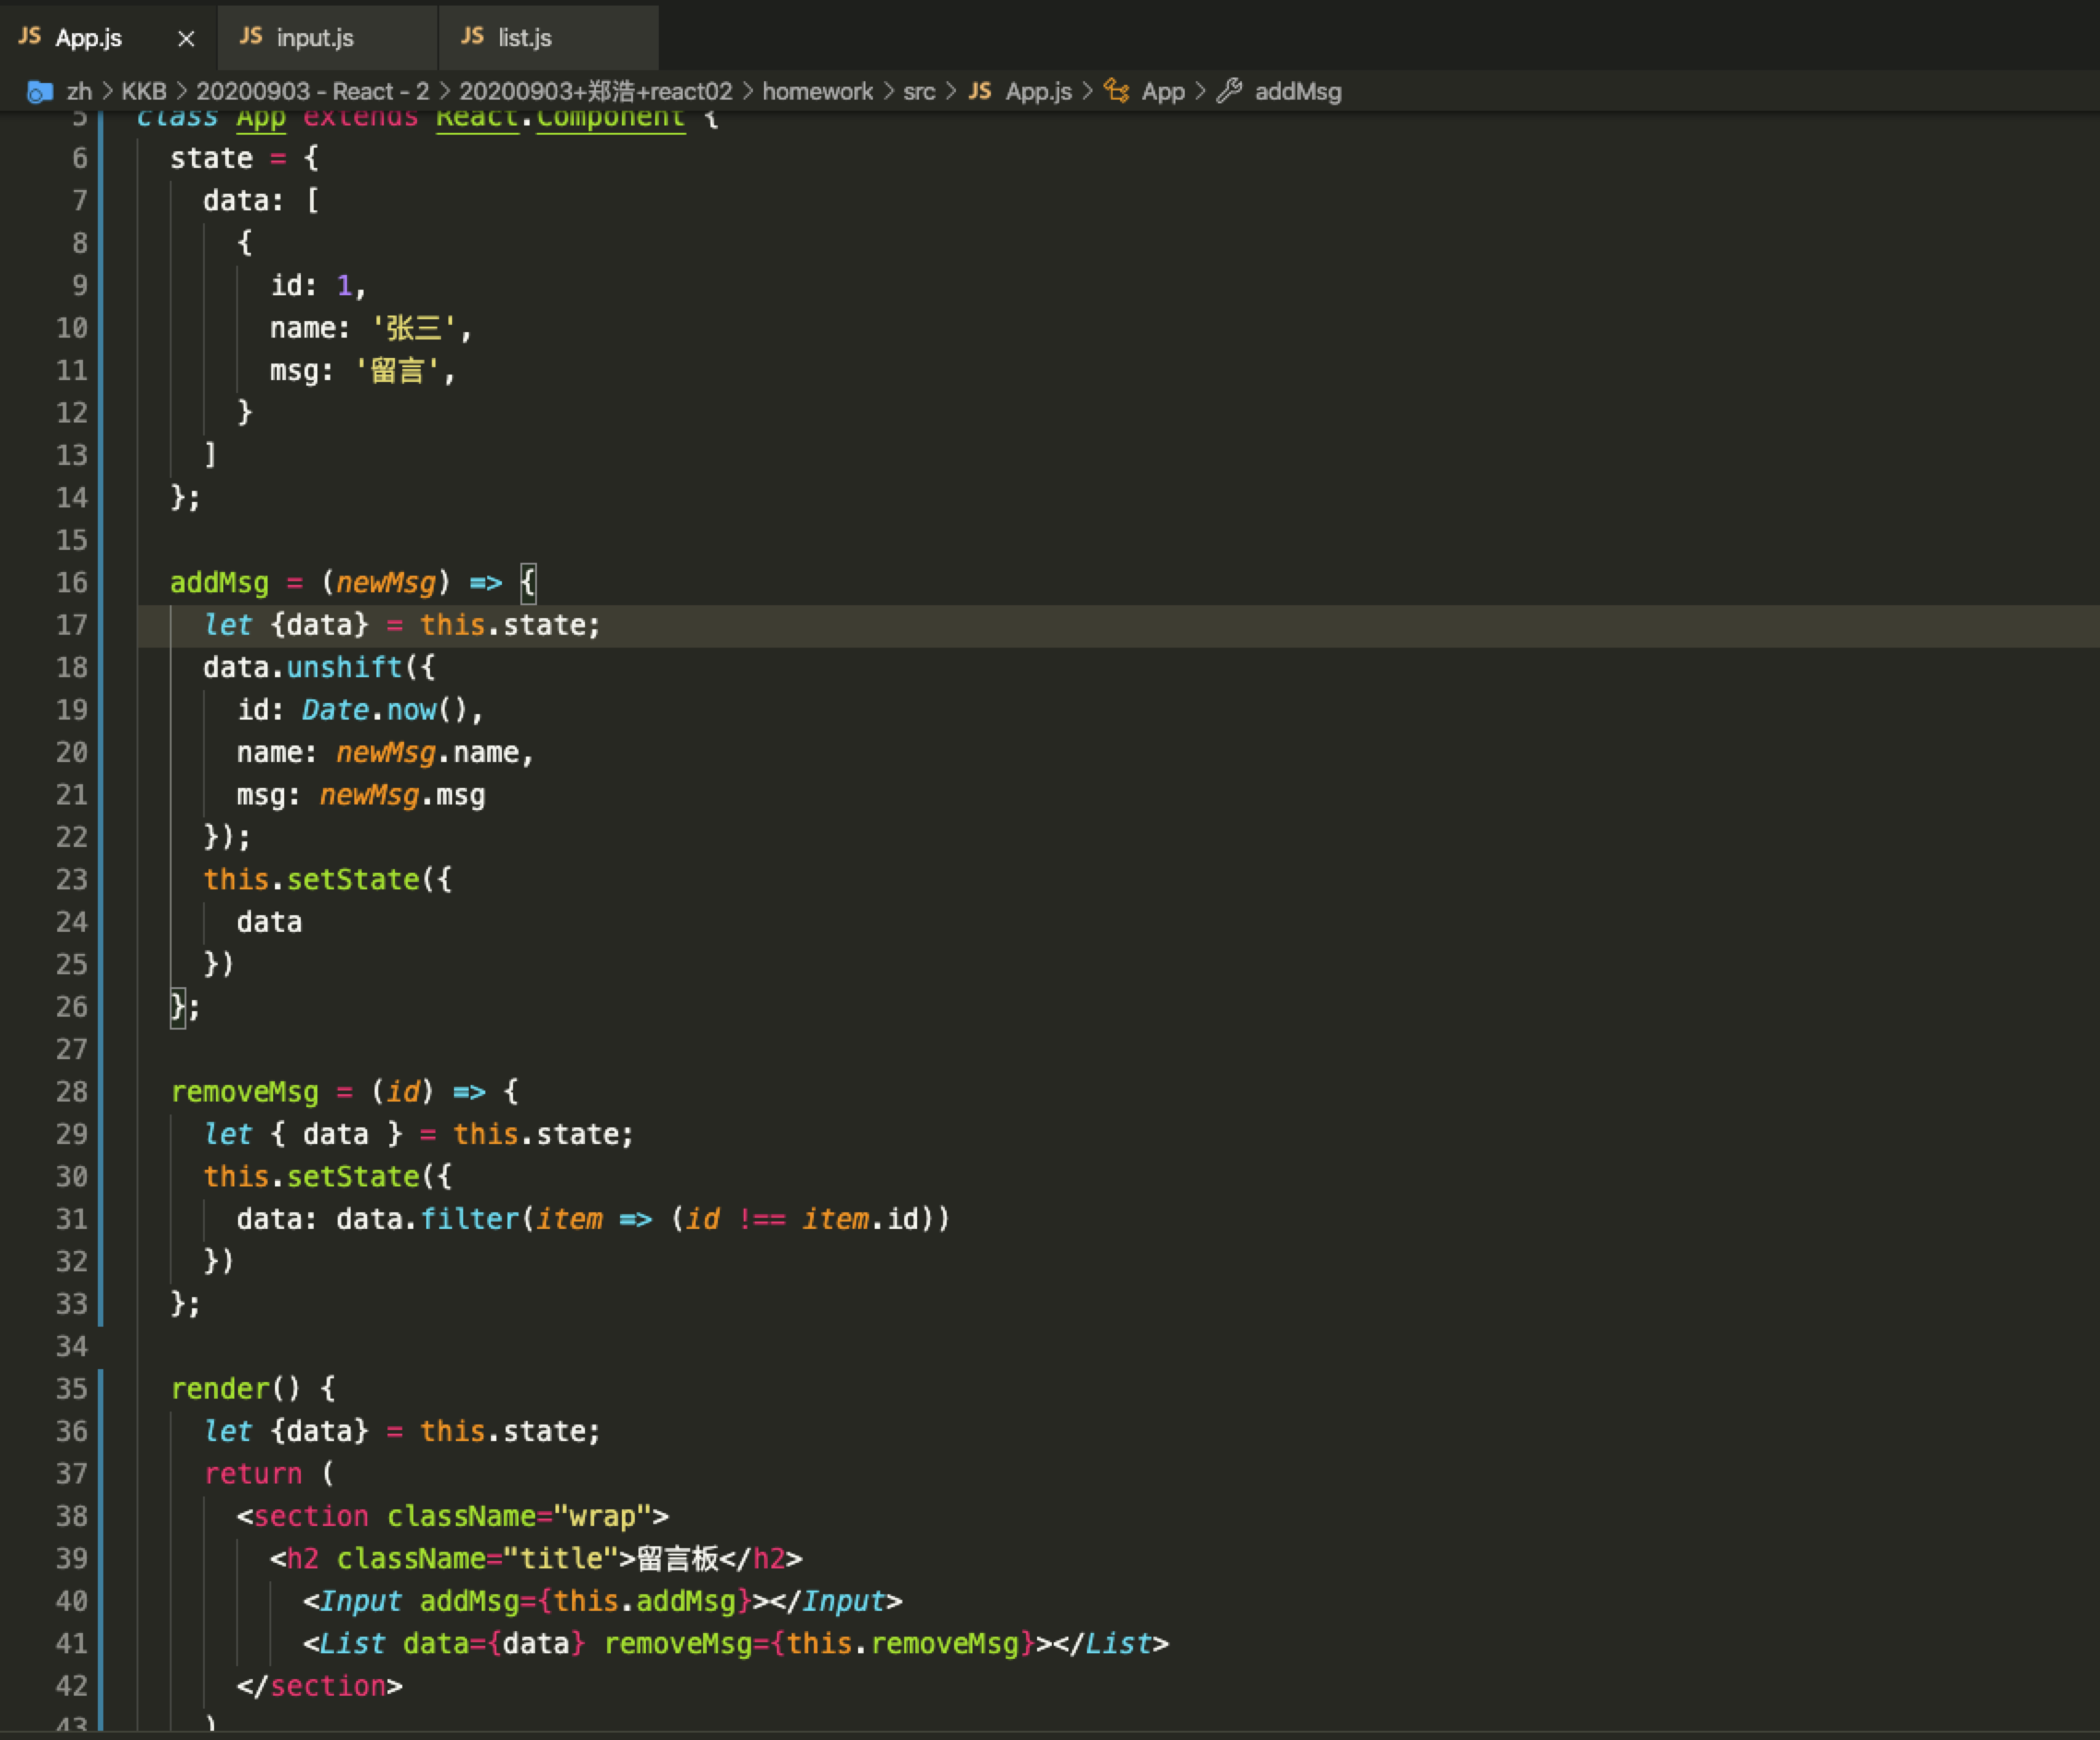 JS App.js × JS input.js JS list.js
zh > KKB > 20200903 - React - 2 > 20200903+郑浩+react02 > homework > src > JS App.js > App > addMsg
5 class App extends React.Component {
6 state = {
7 data: [
8 {
9 id: 1,
10 name: '张三',
11 msg: '留言',
12 }
13 ]
14 };
15
16 addMsg = (newMsg) => {
17 let {data} = this.state;
18 data.unshift({
19 id: Date.now(),
20 name: newMsg.name,
21 msg: newMsg.msg
22 });
23 this.setState({
24 data
25 })
26 };
27
28 removeMsg = (id) => {
29 let { data } = this.state;
30 this.setState({
31 data: data.filter(item => (id !== item.id))
32 })
33 };
34
35 render() {
36 let {data} = this.state;
37 return (
38 <section className="wrap">
39 <h2 className="title">留言板</h2>
40 <Input addMsg={this.addMsg}></Input>
41 <List data={data} removeMsg={this.removeMsg}></List>
42 </section>
43 )